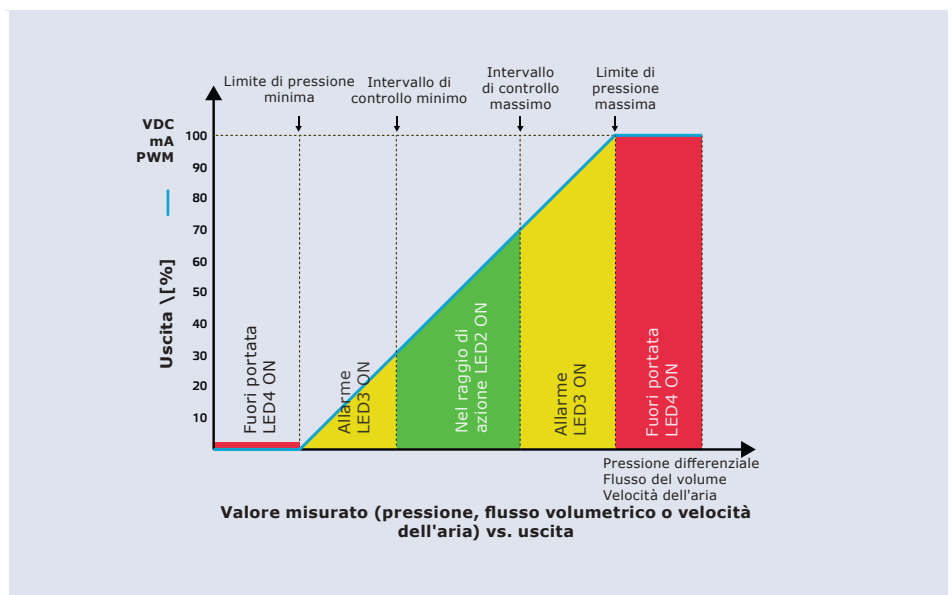 Limite di pressione
minima
Intervallo di
controllo minimo
Intervallo
di controllo
massimo
Limite di
pressione
massima
VDC
mA
PWM
Uscita \[%]
100
90
80
70
60
50
40
30
20
10
Fuori portata
LED4 ON
Allarme
LED3 ON
Nel raggio di
azione LED2 ON
Allarme
LED3 ON
Fuori portata
LED4 ON
Pressione differenziale
Flusso del volume
Velocità dell'aria
Valore misurato (pressione, flusso volumetrico o velocità
dell'aria) vs. uscita